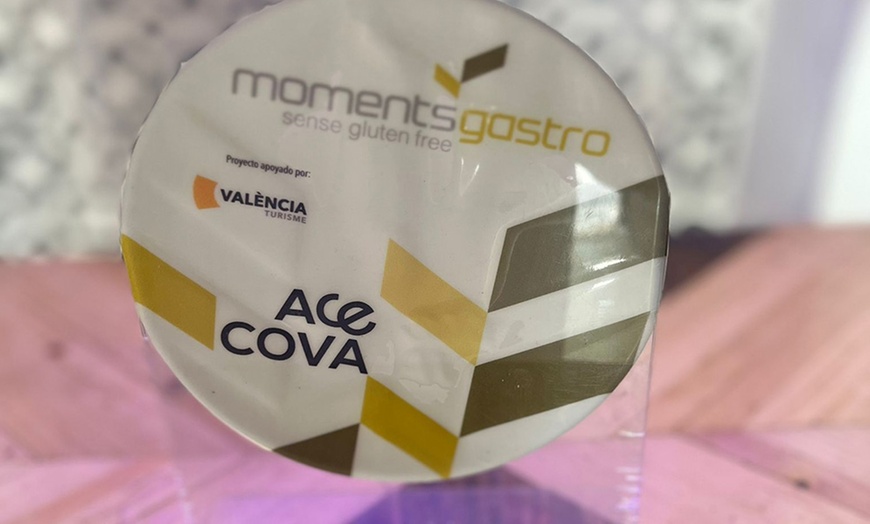 momentsgastro
sense gluten free
Proyecto apoyado por:
VALÈNCIA
TURISME
ACe
COVA